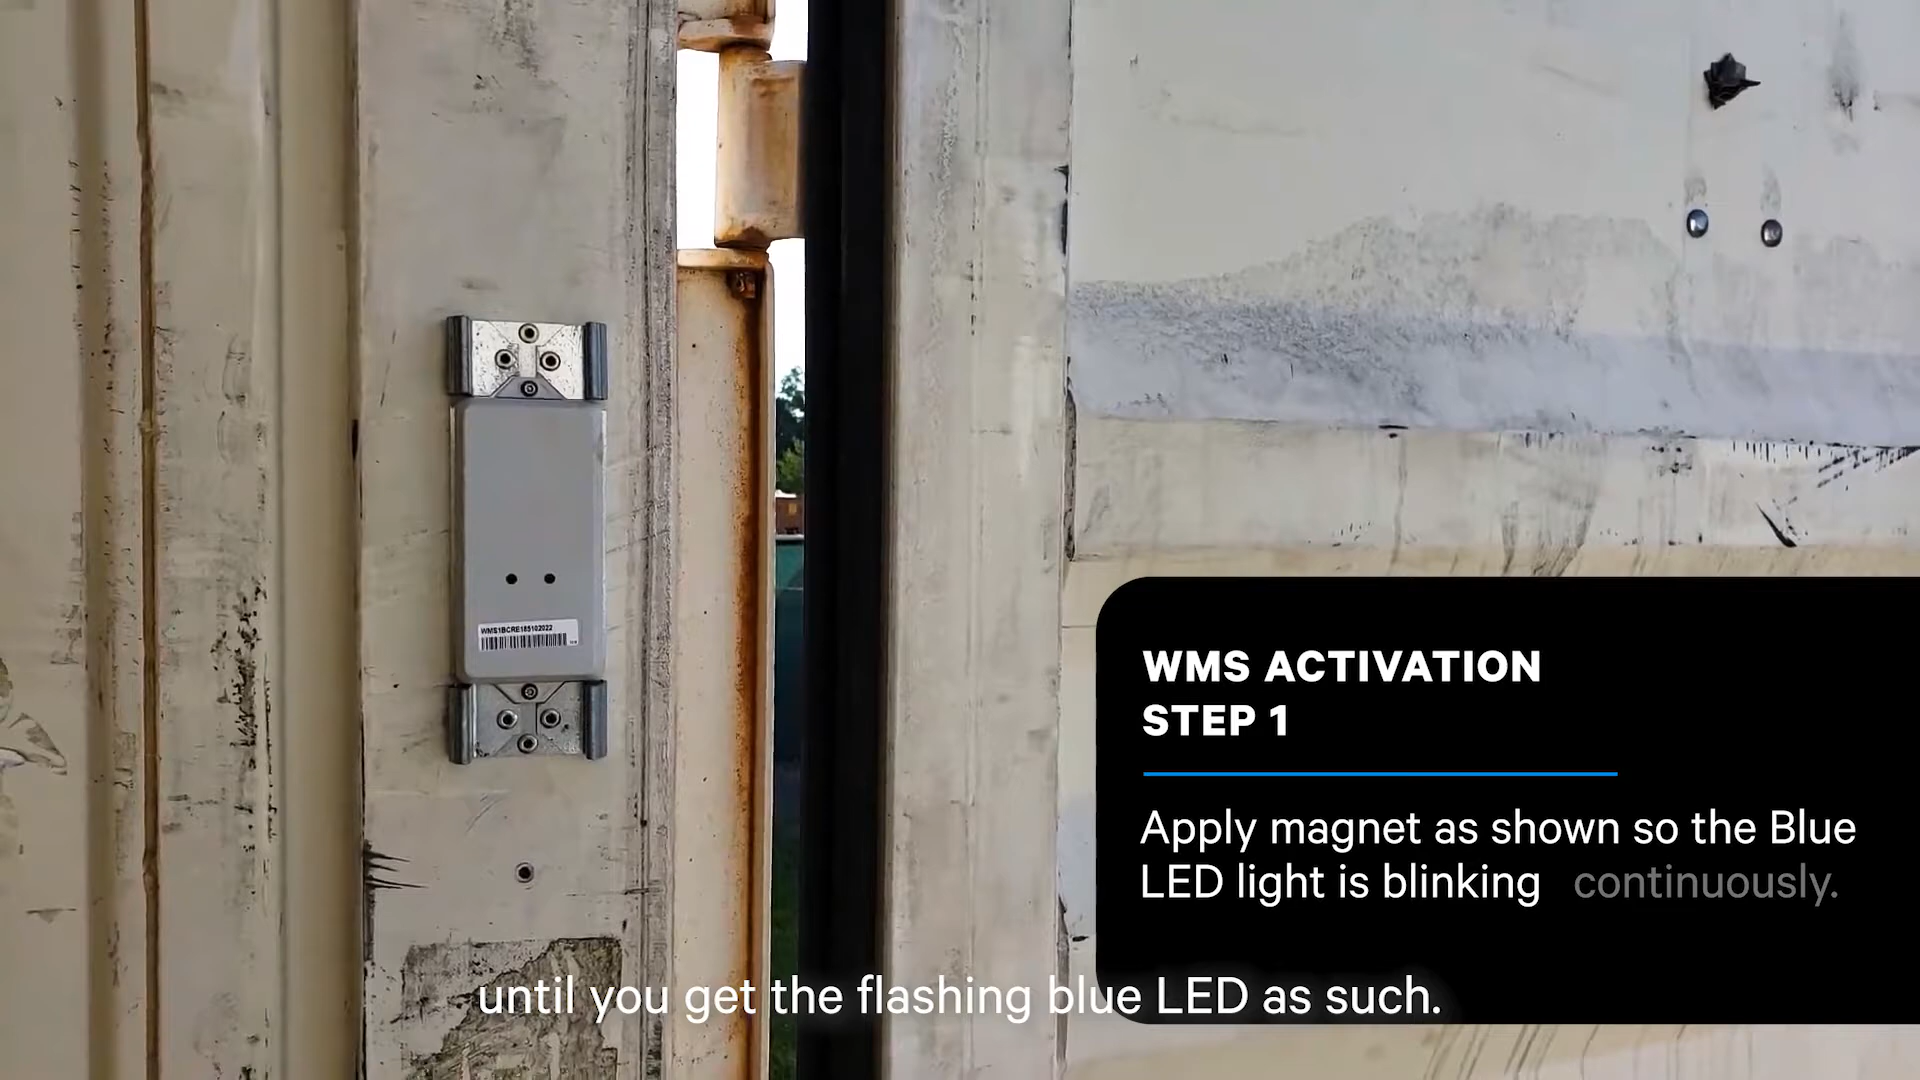 WMS1BCRE185102022
WMS ACTIVATION
STEP 1
Apply magnet as shown so the Blue
LED light is blinking continuously.
until you get the flashing blue LED as such.